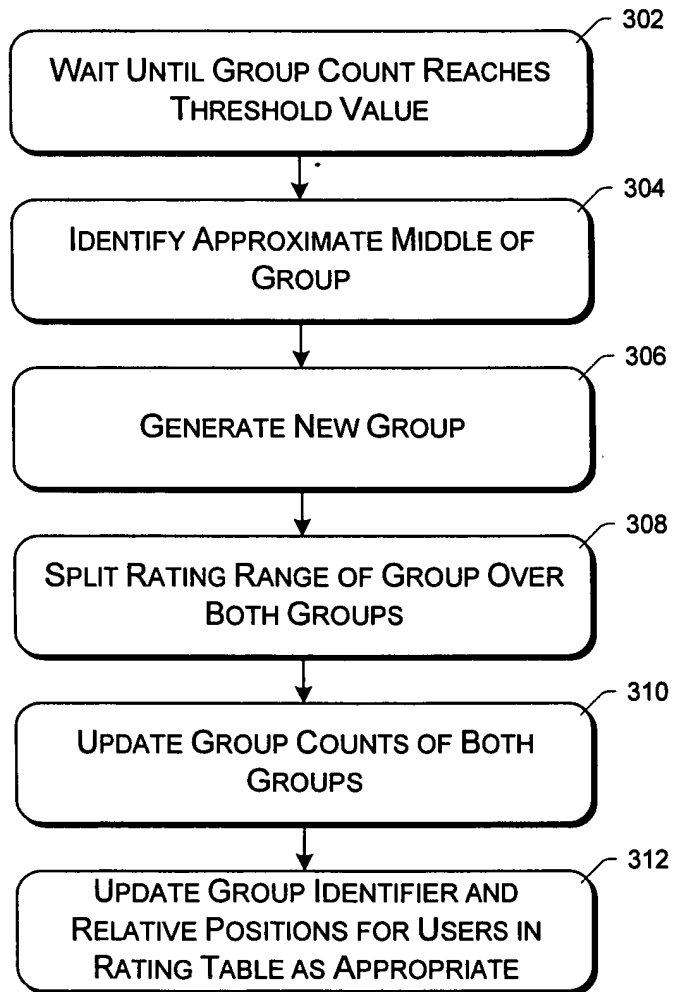 302
WAIT UNTIL GROUP COUNT REACHES
THRESHOLD VALUE
304
IDENTIFY APPROXIMATE MIDDLE OF
GROUP
306
GENERATE NEW GROUP
308
SPLIT RATING RANGE OF GROUP OVER
BOTH GROUPS
310
UPDATE GROUP COUNTS OF BOTH
GROUPS
312
UPDATE GROUP IDENTIFIER AND
RELATIVE POSITIONS FOR USERS IN
RATING TABLE AS APPROPRIATE